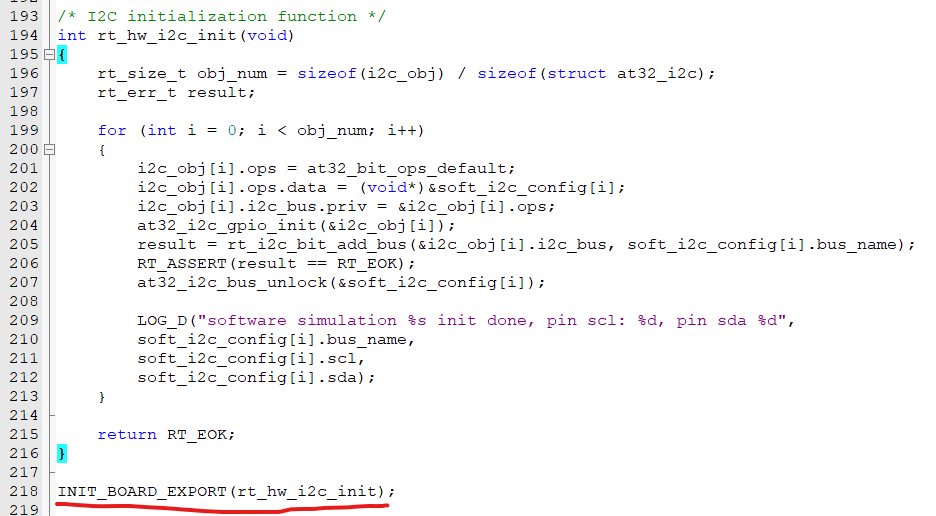 193 /* I2C initialization function */
194 int rt_hw_i2c_init(void)
195 {
196     rt_size_t obj_num = sizeof(i2c_obj) / sizeof(struct at32_i2c);
197     rt_err_t result;
198
199     for (int i = 0; i < obj_num; i++)
200     {
201         i2c_obj[i].ops = at32_bit_ops_default;
202         i2c_obj[i].ops.data = (void*)&soft_i2c_config[i];
203         i2c_obj[i].i2c_bus.priv = &i2c_obj[i].ops;
204         at32_i2c_gpio_init(&i2c_obj[i]);
205         result = rt_i2c_bit_add_bus(&i2c_obj[i].i2c_bus, soft_i2c_config[i].bus_name);
206         RT_ASSERT(result == RT_EOK);
207         at32_i2c_bus_unlock(&soft_i2c_config[i]);
208
209         LOG_D("software simulation %s init done, pin scl: %d, pin sda %d",
210         soft_i2c_config[i].bus_name,
211         soft_i2c_config[i].scl,
212         soft_i2c_config[i].sda);
213     }
214
215     return RT_EOK;
216 }
217
218 INIT_BOARD_EXPORT(rt_hw_i2c_init);
219